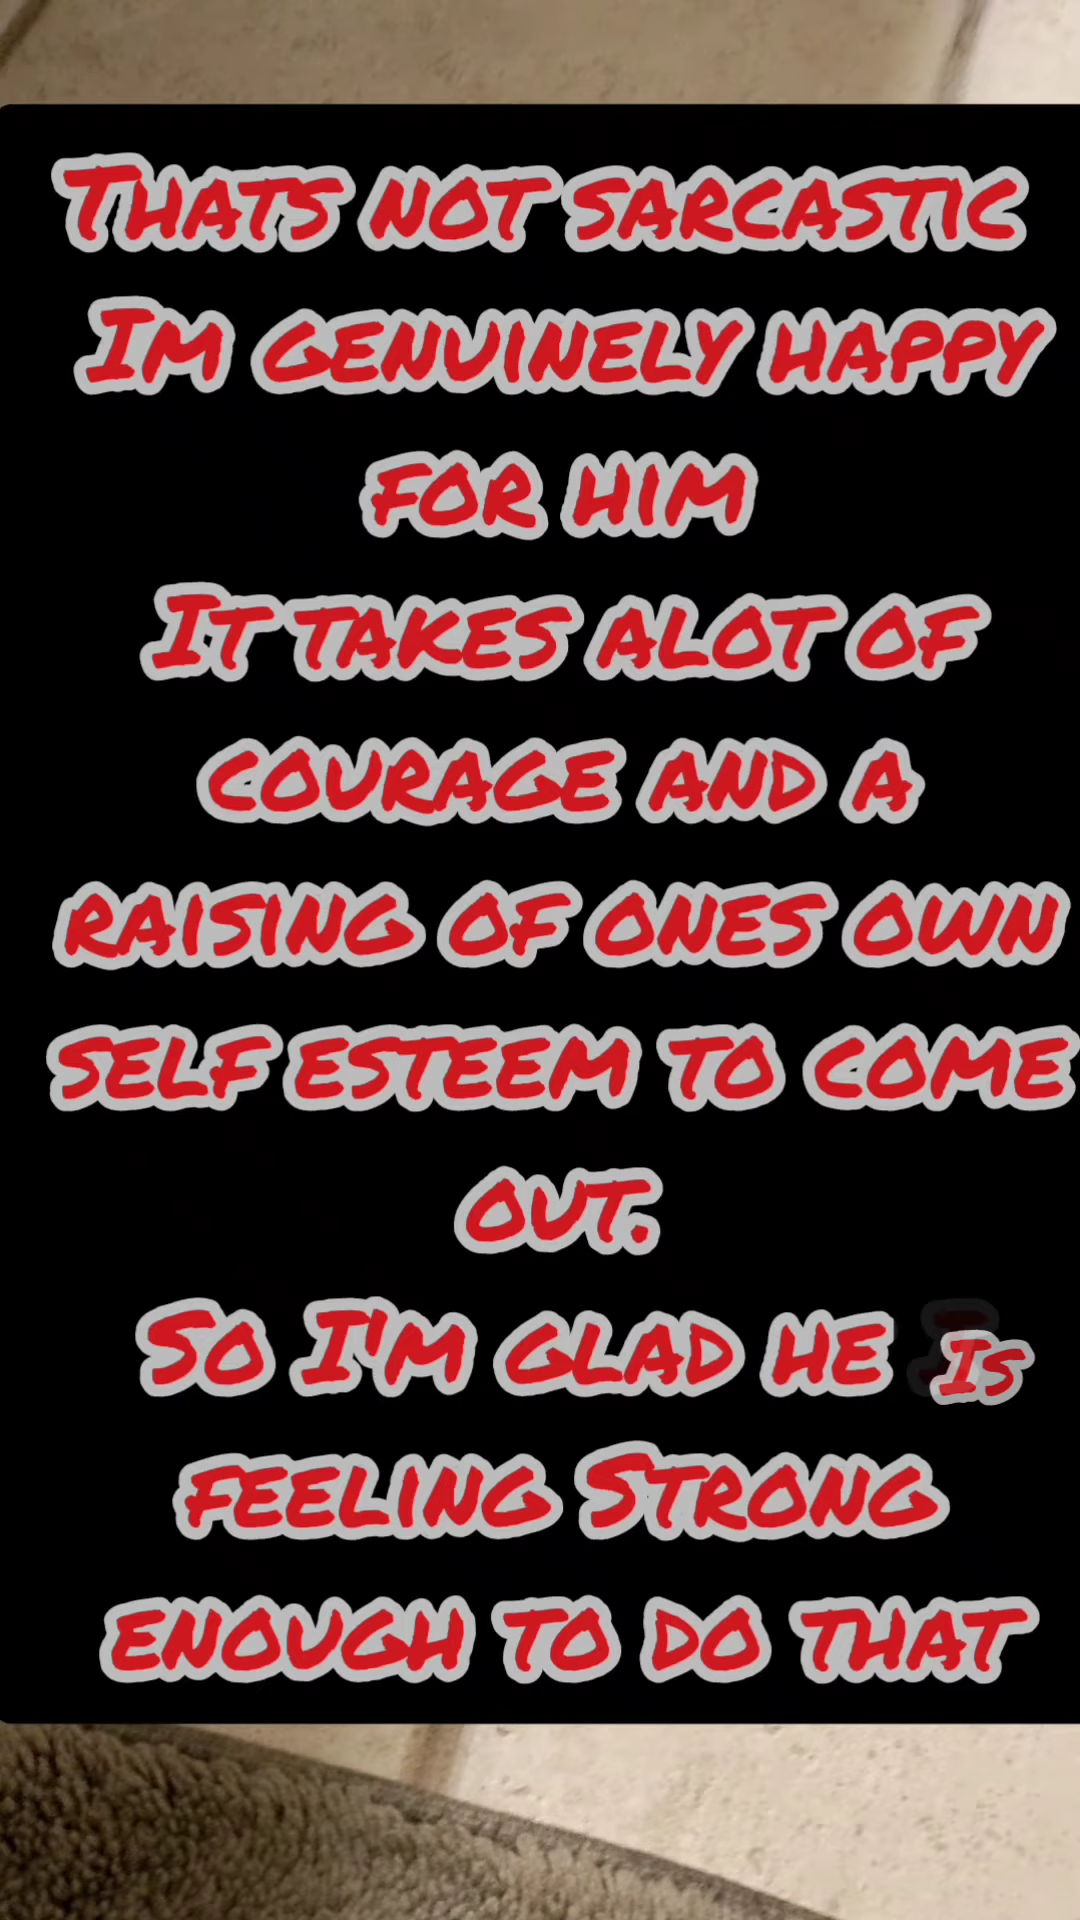 Thats not sarcastic
Im genuinely happy
for him
It takes alot of
courage and a
raising of ones own
self esteem to come
out.
So I'm glad he Is
feeling Strong
enough to do that